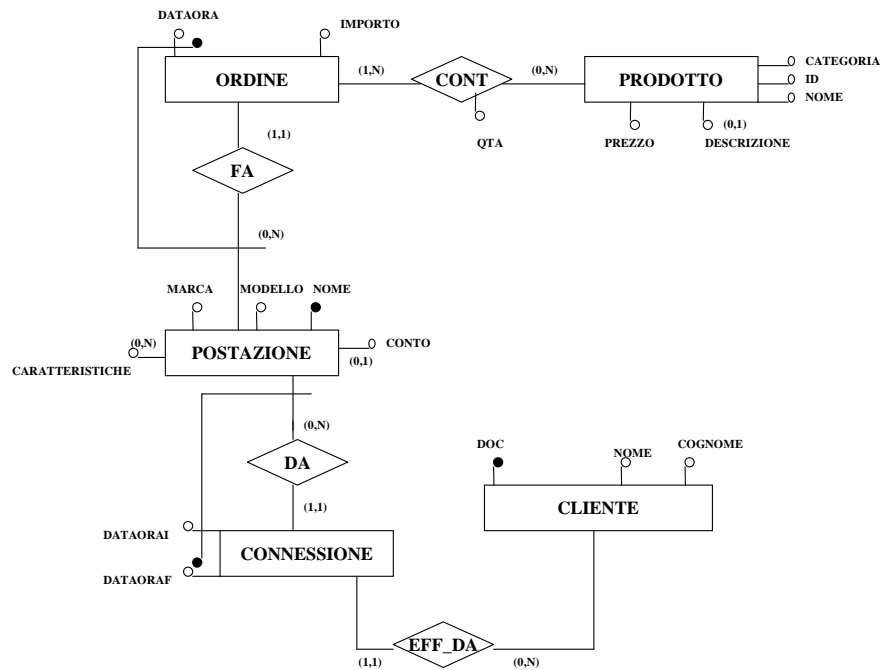 DATAORA
IMPORTO
ORDINE
(1,N)
CONT
(0,N)
PRODOTTO
CATEGORIA
ID
NOME
(1,1)
QTA
PREZZO
(0,1)
DESCRIZIONE
FA
(0,N)
MARCA
MODELLO
NOME
(0,N)
CARATTERISTICHE
POSTAZIONE
CONTO
(0,1)
(0,N)
DA
DOC
NOME
COGNOME
CLIENTE
(1,1)
DATAORAI
CONNESSIONE
DATAORAF
EFF_DA
(1,1)
(0,N)